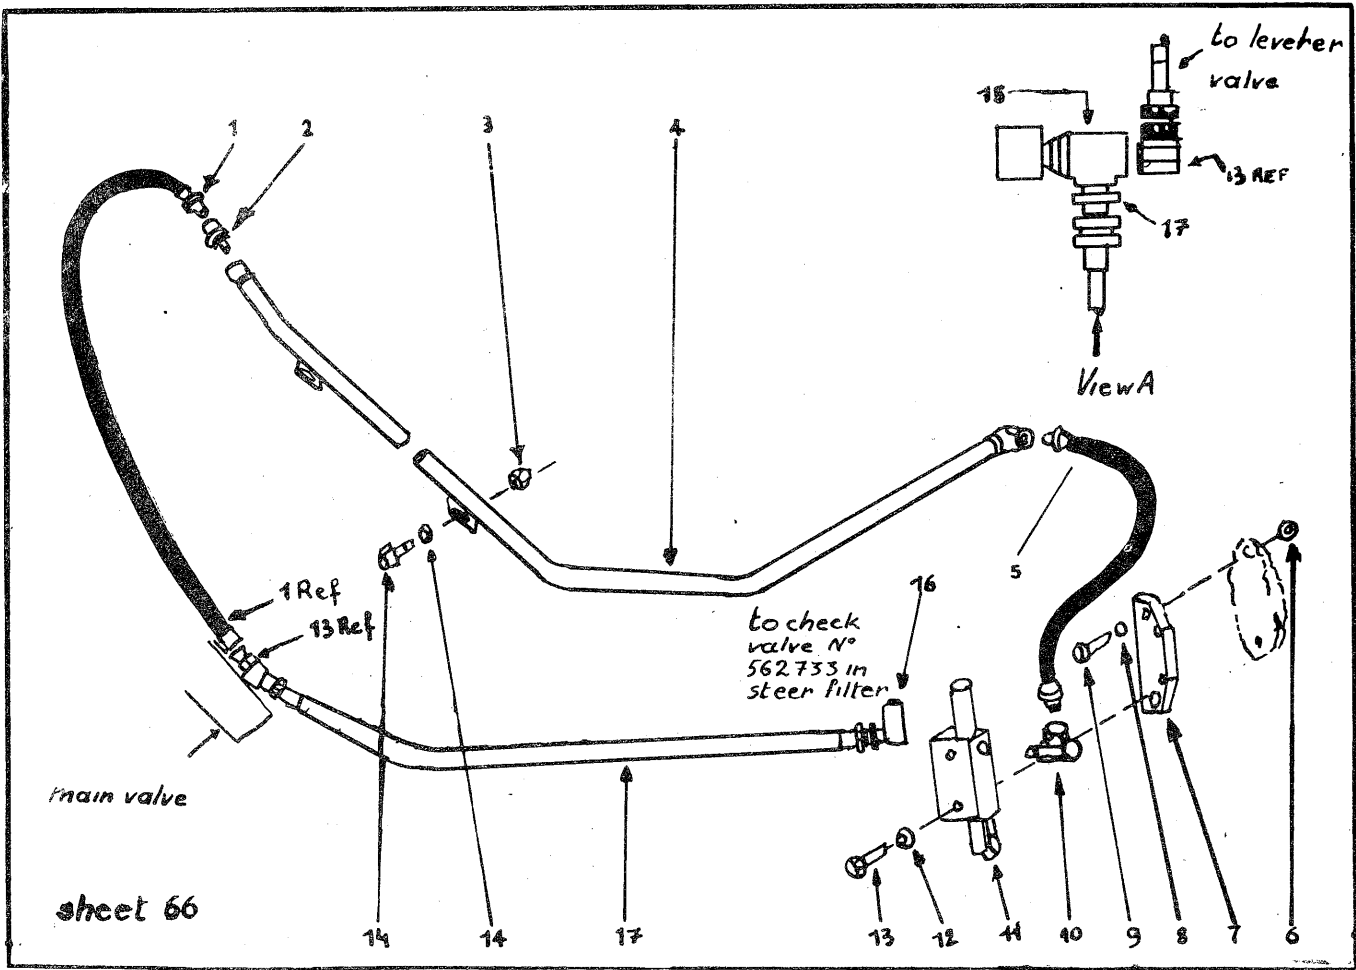 to leveher
valve
15
13 REF
17
View A
1
2
3
4
5
16
1 Ref
13 Ref
to check
valve No
562733 in
steer filter
main valve
sheet 66
14
14
17
13
12
11
10
9
8
7
6